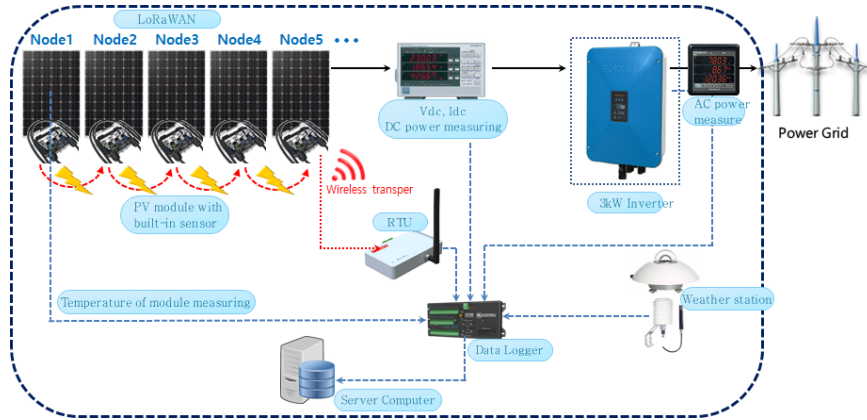 LoRaWAN
Node1 Node2 Node3 Node4 Node5 •••
Vdc, Idc
DC power measuring
AC power
measure
Power Grid
Wireless transper
PV module with
built-in sensor
RTU
3kW Inverter
Temperature of module measuring
Weather station
Data Logger
Server Computer